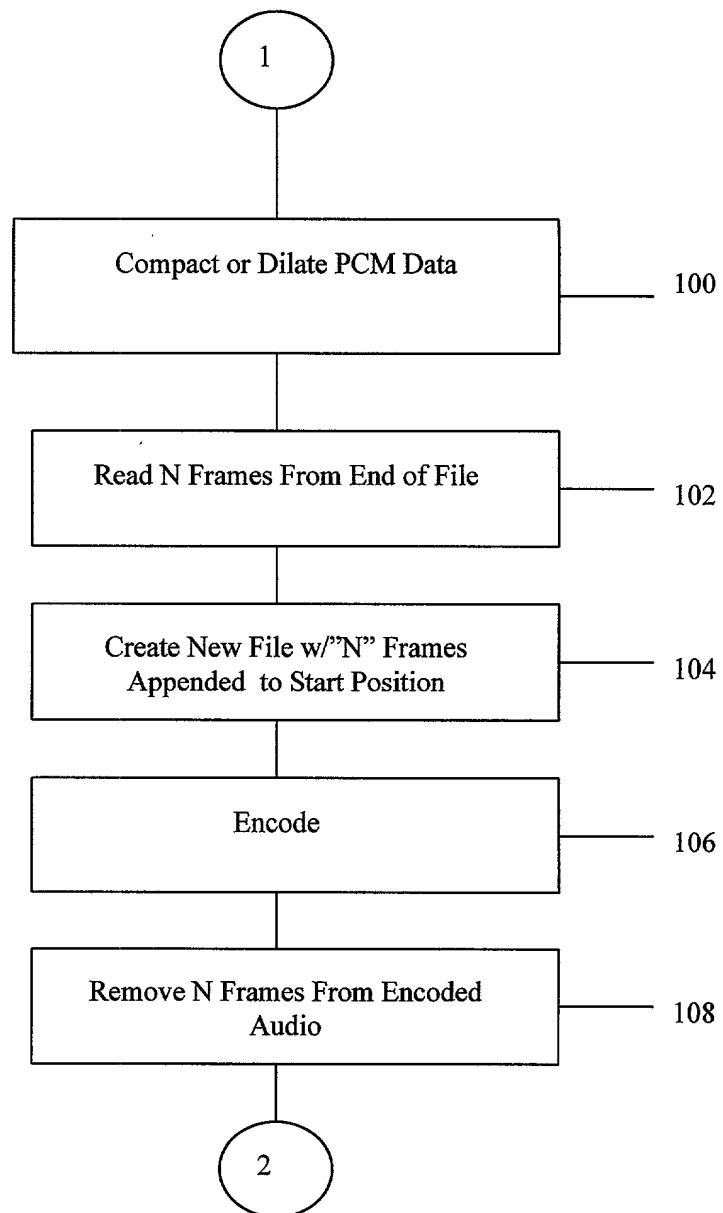 1
Compact or Dilate PCM Data
100
Read N Frames From End of File
102
Create New File w/”N” Frames
Appended to Start Position
104
Encode
106
Remove N Frames From Encoded
Audio
108
2